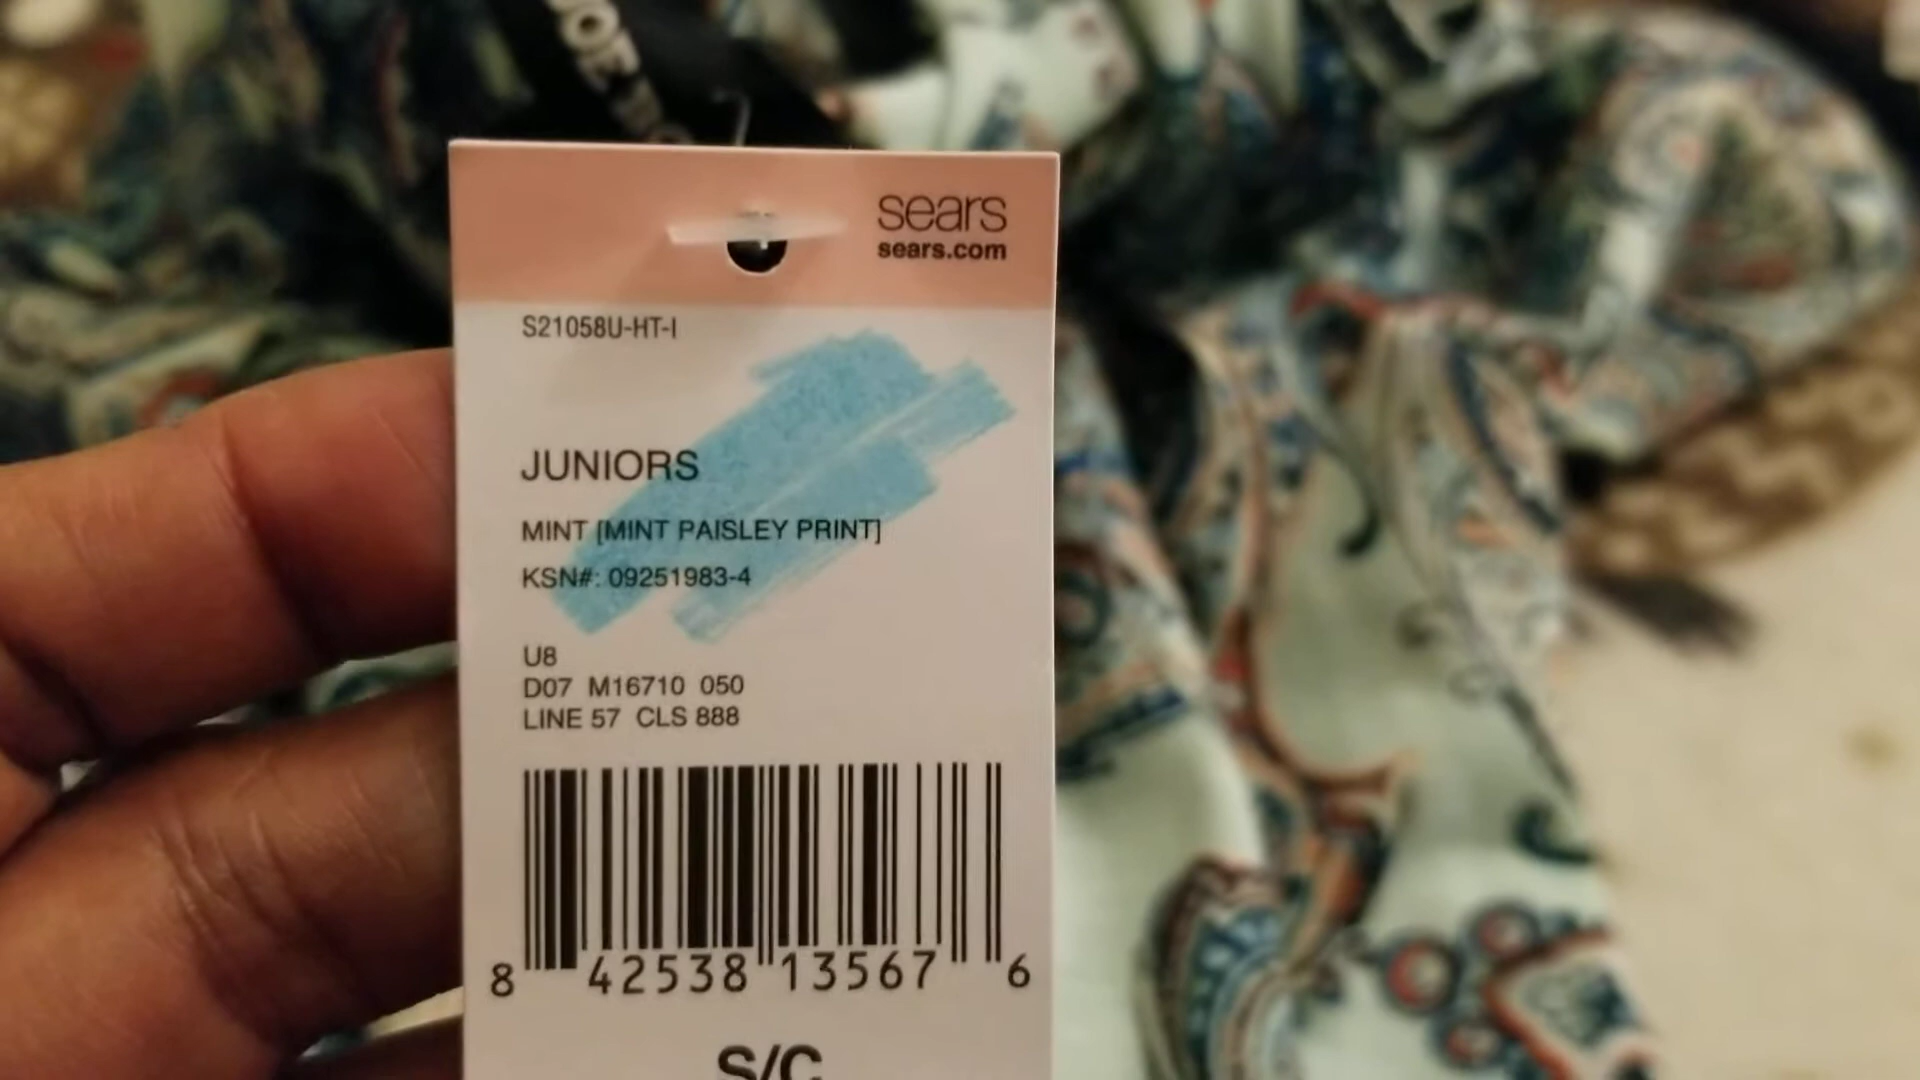 sears
sears.com
S21058U-HT-I
JUNIORS
MINT [MINT PAISLEY PRINT]
KSN#: 09251983-4
U8
D07 M16710 050
LINE 57 CLS 888
8 42538 13567 6
S/C